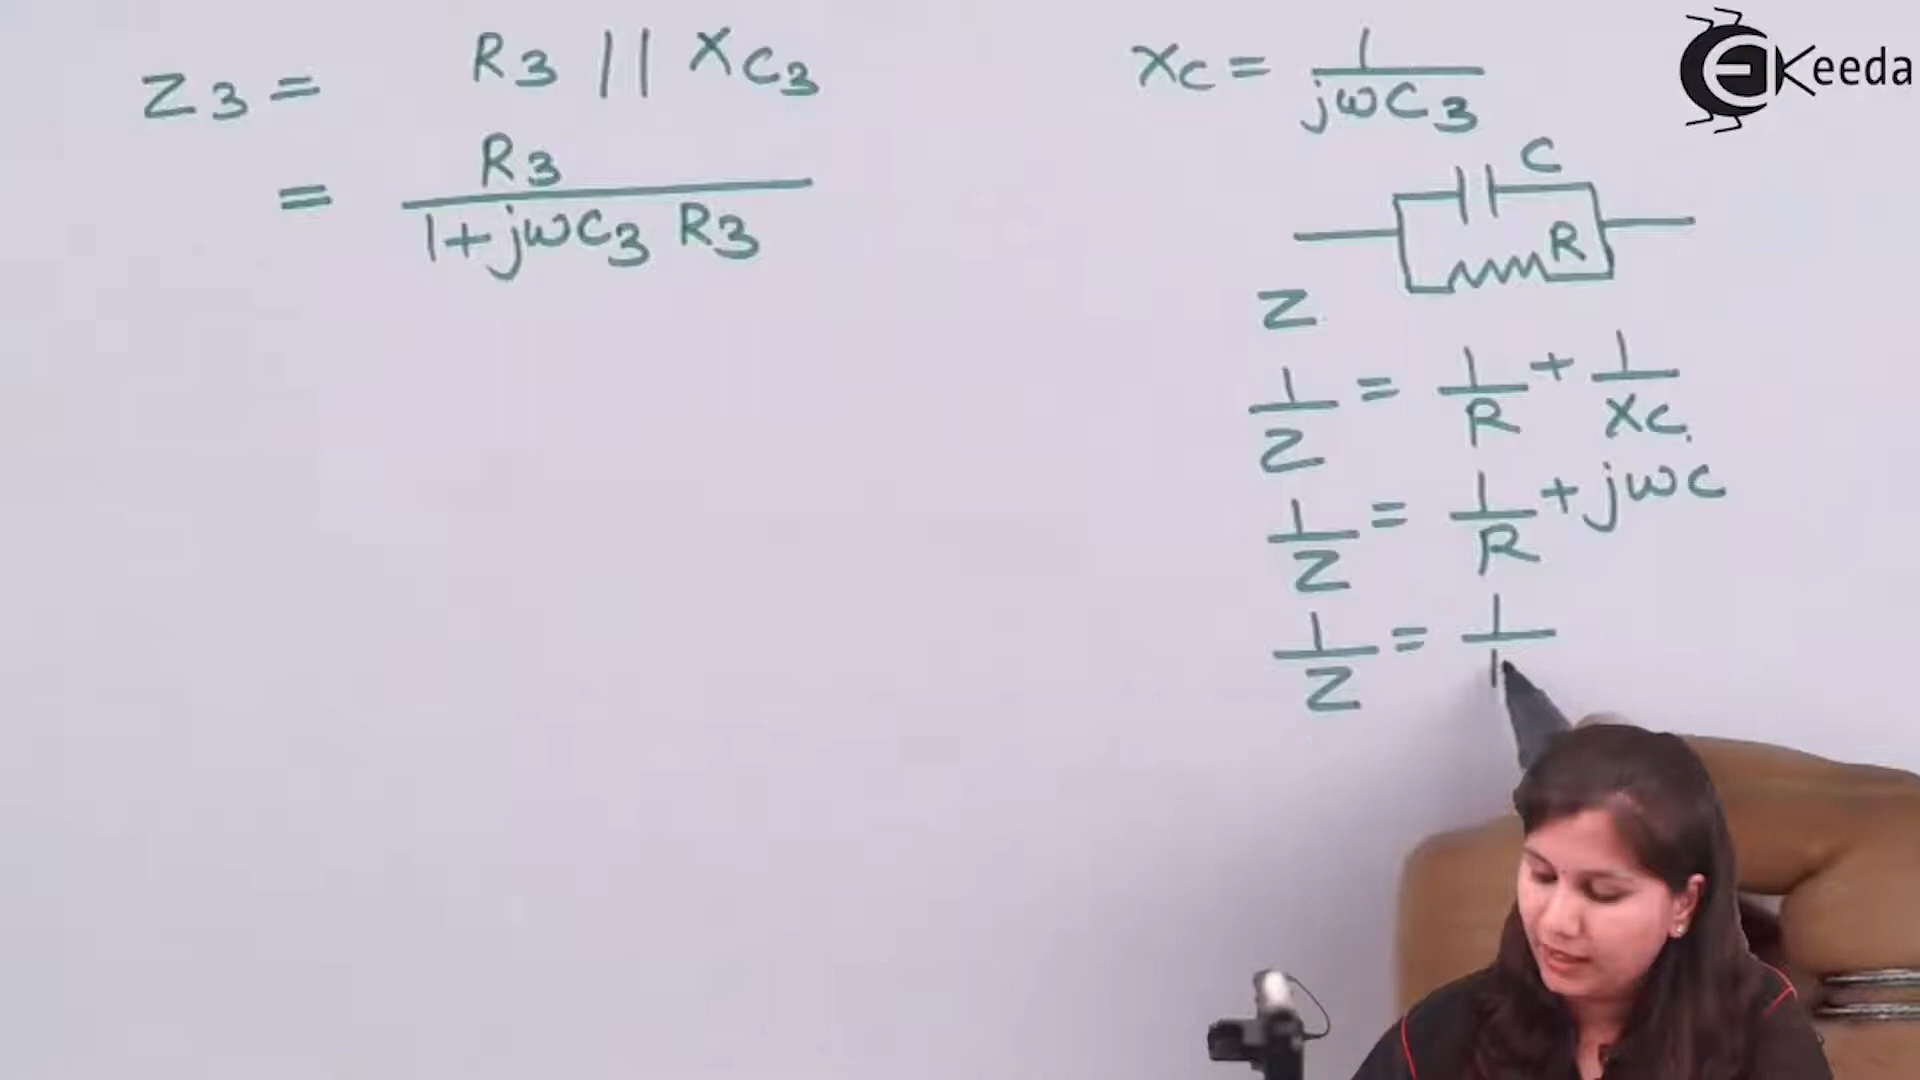 Z3 = R3 || XC3
= R3 / 1+jωC3 R3
XC = 1 / jωC3
C
R
Z
1/Z = 1/R + 1/XC
1/Z = 1/R + jωC
1/Z = 1/
EKeeda